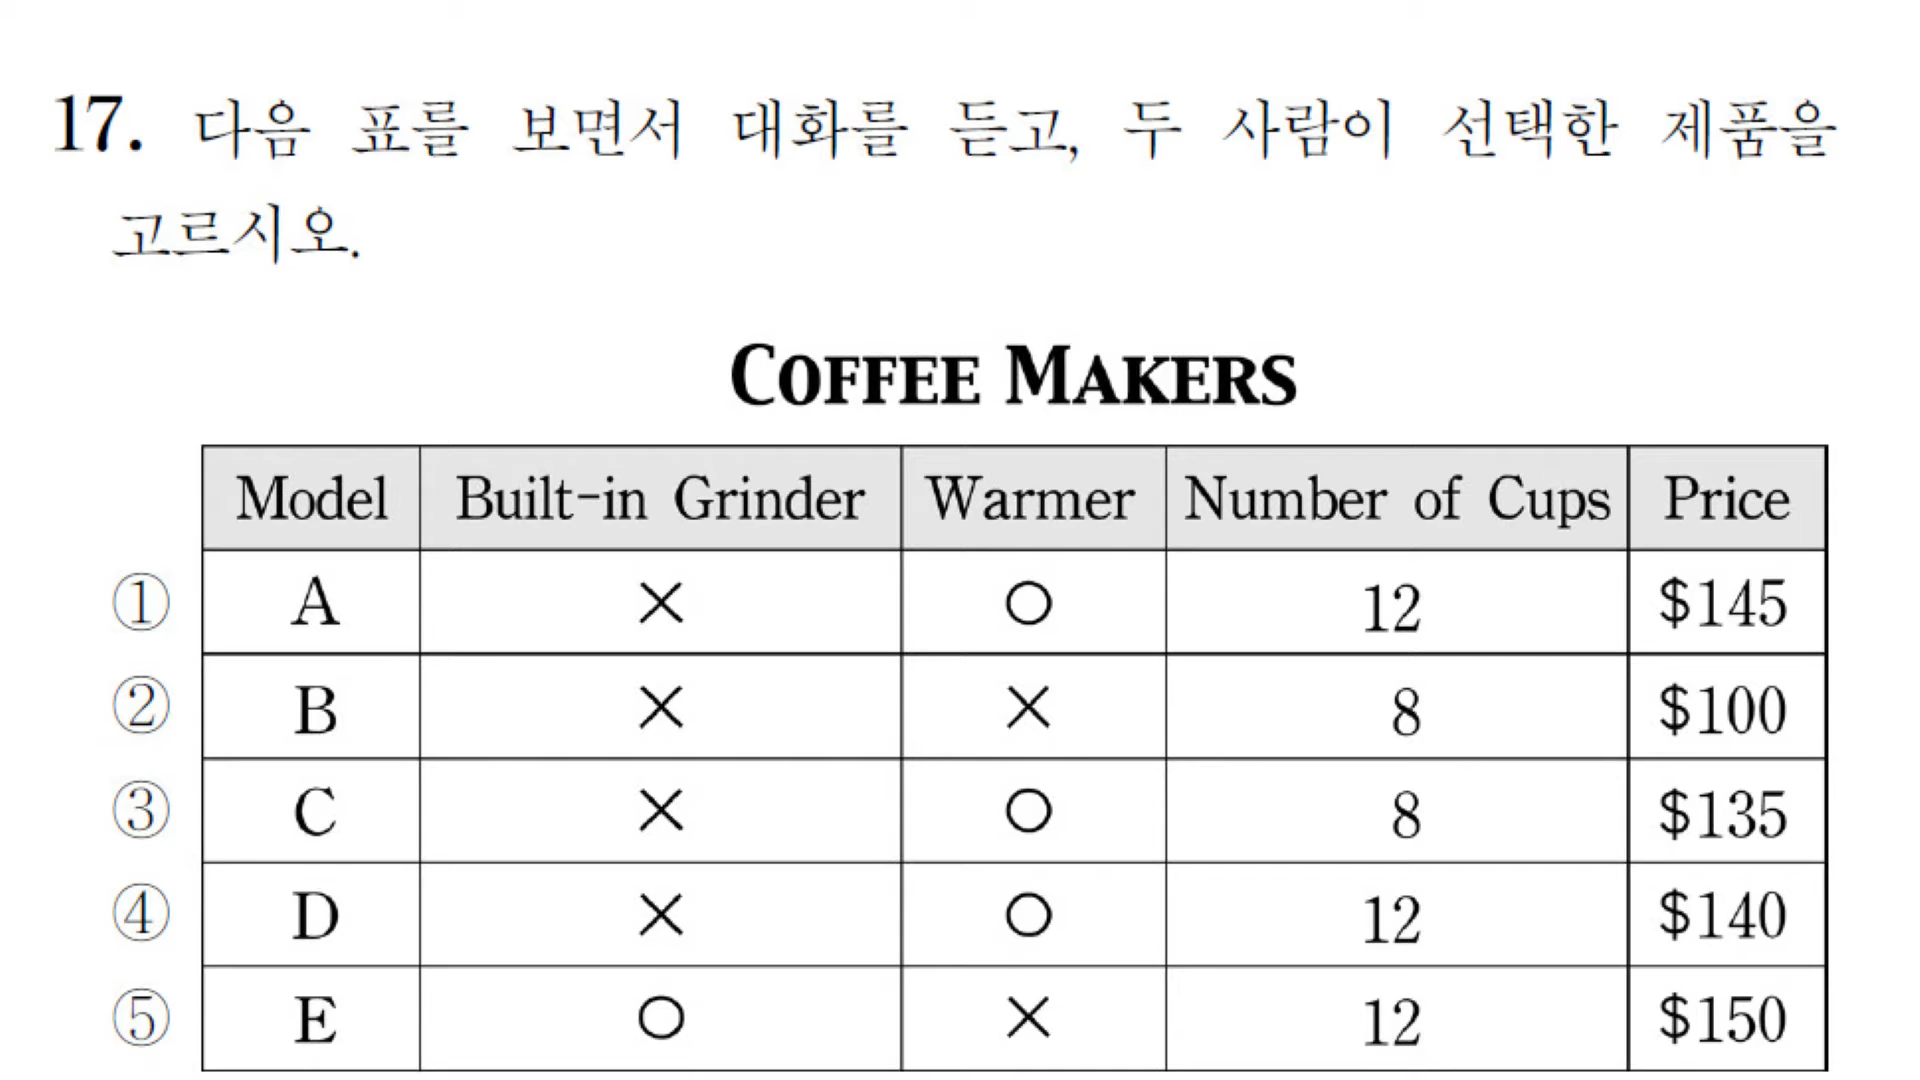 17. 다음 표를 보면서 대화를 듣고, 두 사람이 선택한 제품을
고르시오.
COFFEE MAKERS
Model Built-in Grinder Warmer Number of Cups Price
① A × ○ 12 $145
② B × × 8 $100
③ C × ○ 8 $135
④ D × ○ 12 $140
⑤ E ○ × 12 $150